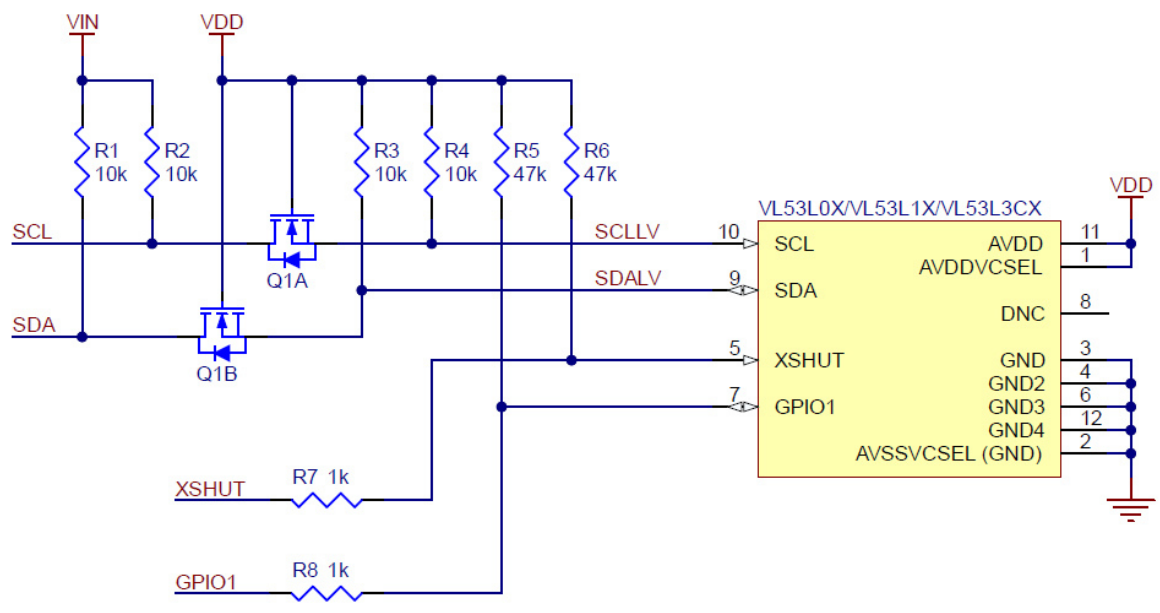 VIN VDD
R1 10k
R2 10k
R3 10k
R4 10k
R5 47k
R6 47k
VDD
VL53L0X/VL53L1X/VL53L3CX
SCL
Q1A
SCLLV
10 SCL
AVDD 11
AVDDVCSEL 1
SDALV
9 SDA
DNC 8
SDA
Q1B
5 XSHUT
7 GPIO1
GND 3
GND2 4
GND3 6
GND4 12
AVSSVCSEL (GND) 2
XSHUT
R7 1k
GPIO1
R8 1k